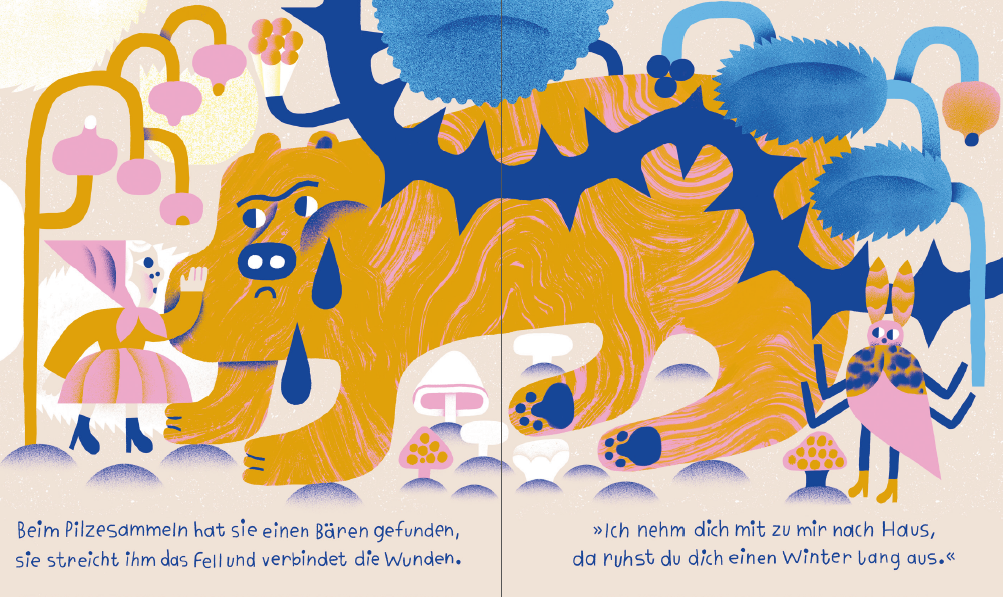 Beim Pilzesammeln hat sie einen Bären gefunden,
sie streicht ihm das Fell und verbindet die Wunden.
»Ich nehm dich mit zu mir nach Haus,
da ruhst du dich einen Winter lang aus.«